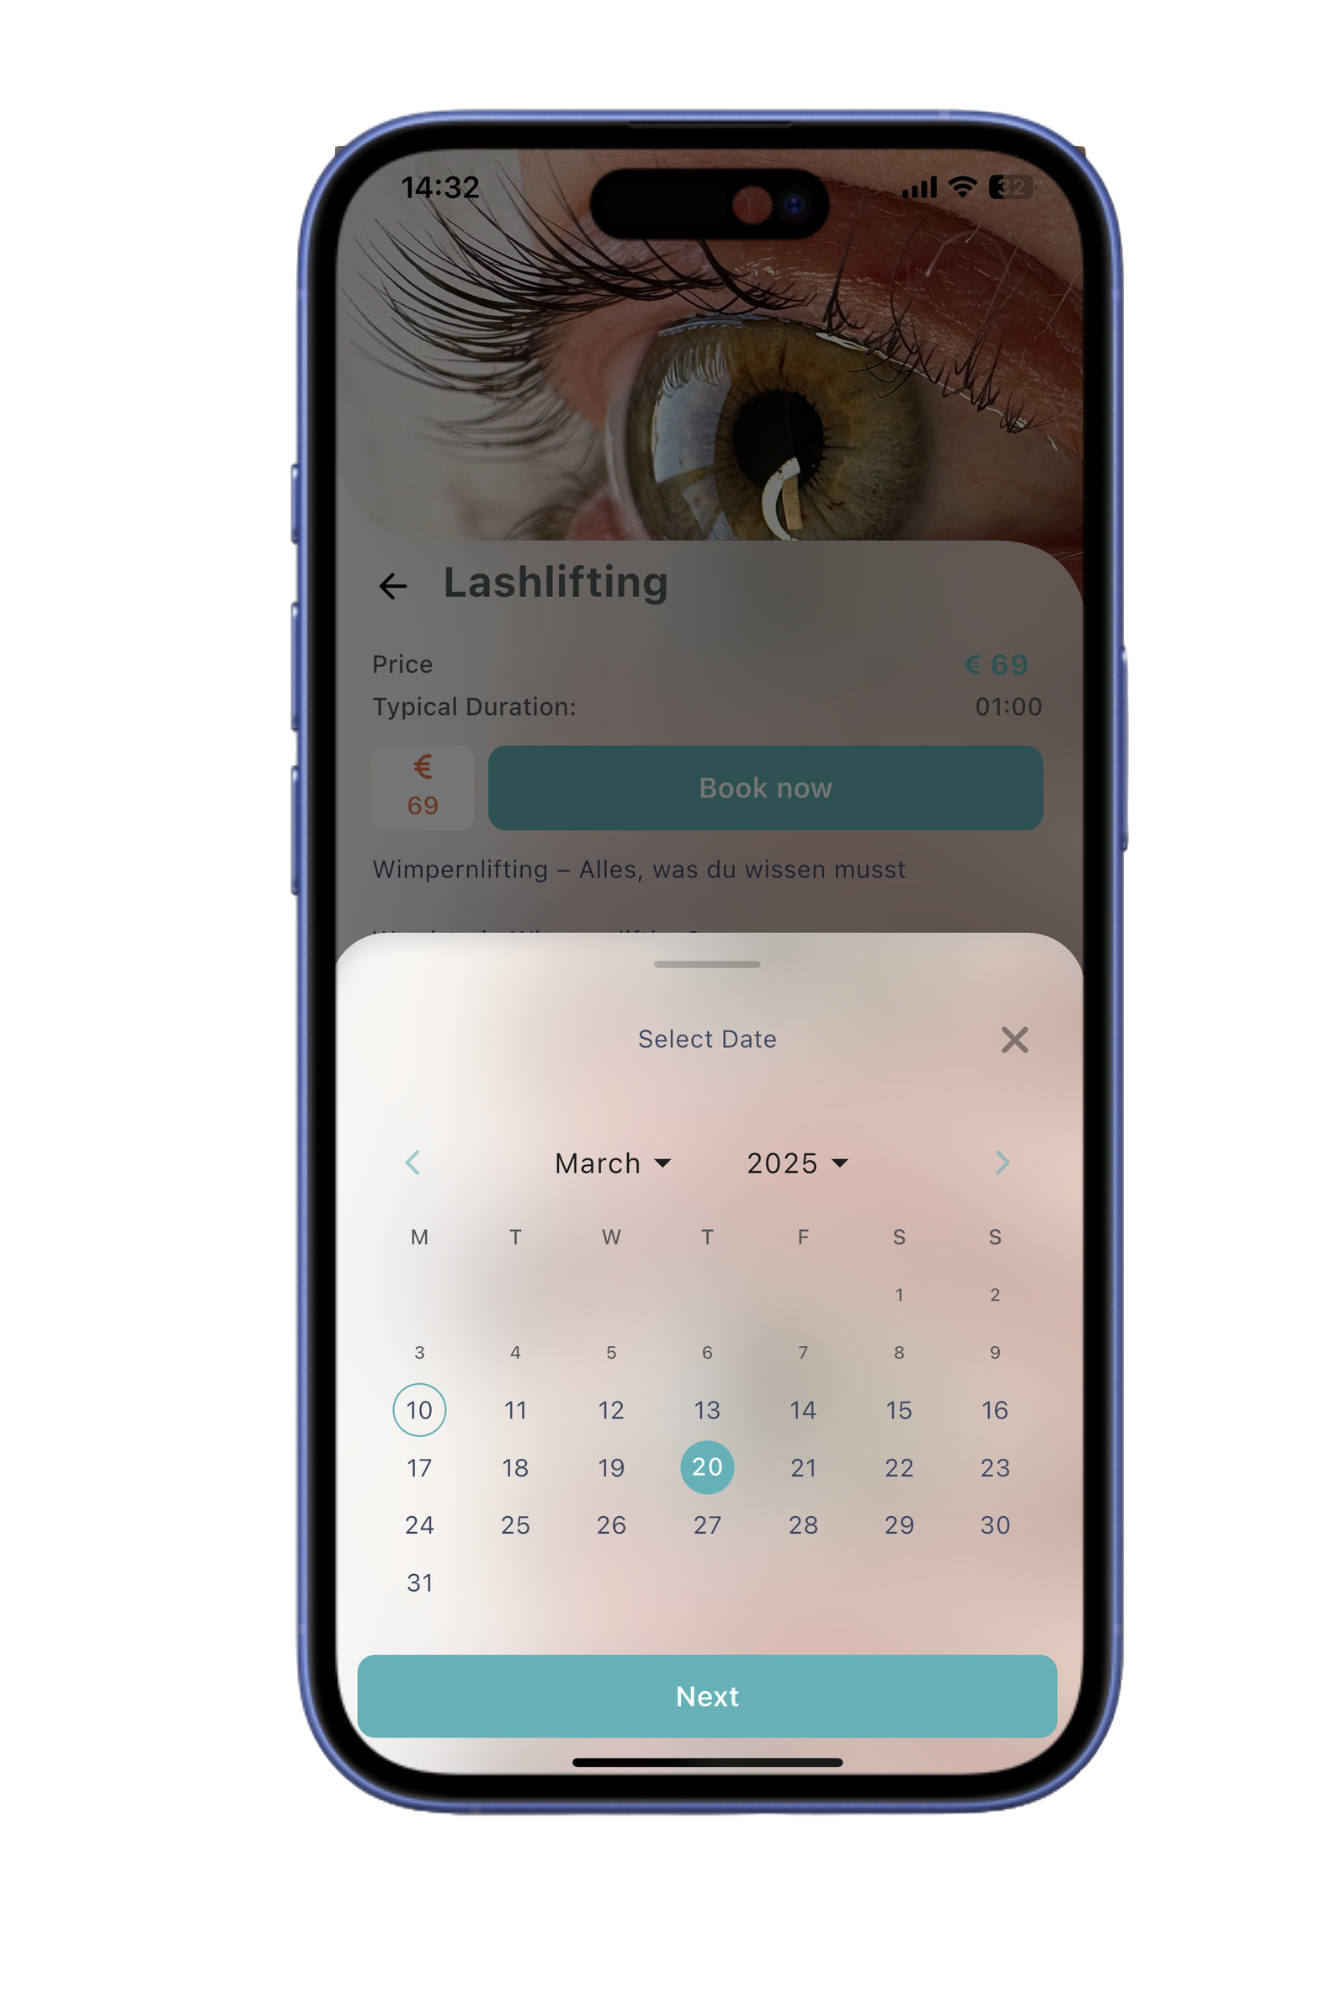 14:32 32
Lashlifting
Price € 69
Typical Duration: 01:00
€
69
Book now
Wimpernlifting – Alles, was du wissen musst
Select Date
March 2025
M T W T F S S
1 2
3 4 5 6 7 8 9
10 11 12 13 14 15 16
17 18 19 20 21 22 23
24 25 26 27 28 29 30
31
Next